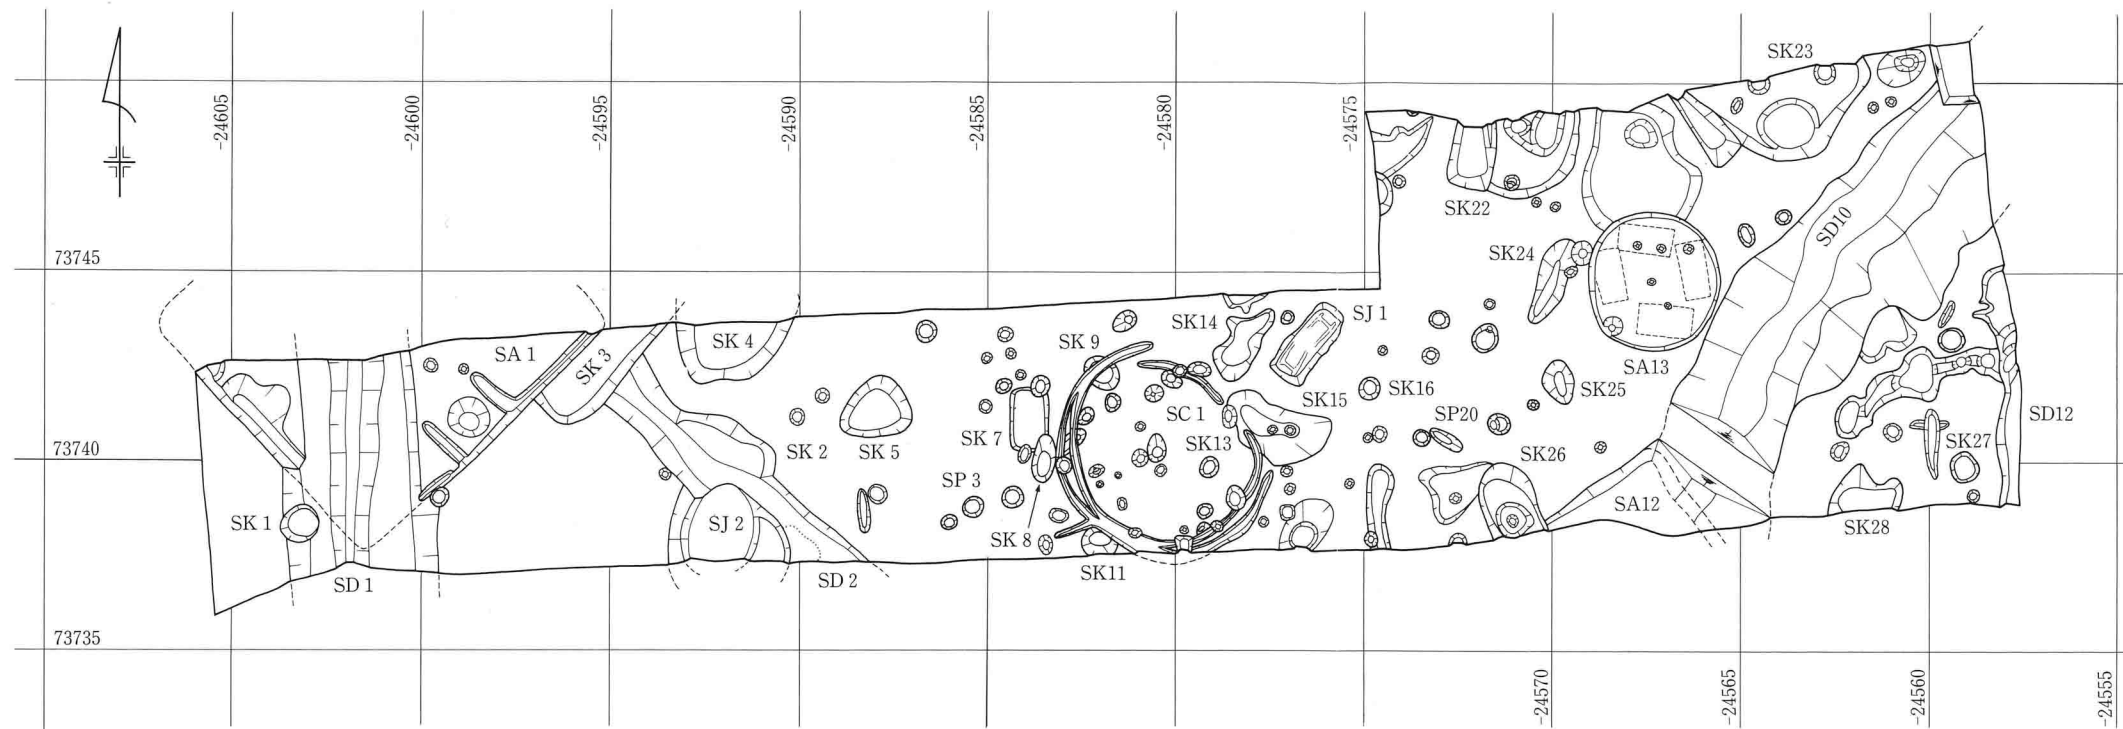 -24605
-24600
-24595
-24590
-24585
-24580
-24575
SK23
SK22
SD10
73745
SK24
SA 1
SK 3
SK 4
SK 9
SK14
SJ 1
SA13
SC 1
SK15
SK16
SK25
SP20
SD12
SK 2
SK 5
SK 7
SK13
SK27
73740
SP 3
SK26
SK 1
SJ 2
SK 8
SA12
SK28
SD 1
SD 2
SK11
73735
-24570
-24565
-24560
-24555